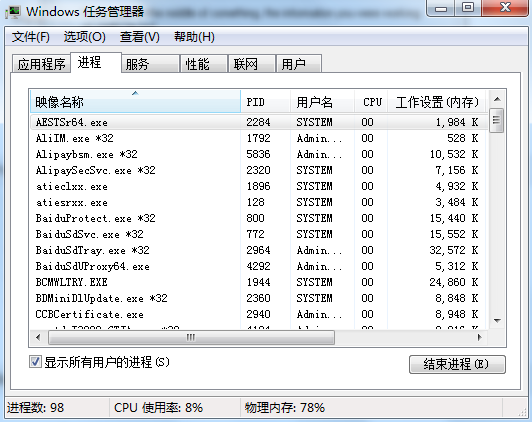 Windows 任务管理器
文件(F) 选项(O) 查看(V) 帮助(H)
应用程序 进程 服务 性能 联网 用户
映像名称 PID 用户名 CPU 工作设置(内存)
AESTSr64.exe 2284 SYSTEM 00 1,984 K
AliIM.exe *32 1792 Admin... 00 528 K
Alipaybsm.exe *32 5836 Admin... 00 10,532 K
AlipaySecSvc.exe *32 2320 SYSTEM 00 7,156 K
atieclxx.exe 1896 SYSTEM 00 4,932 K
atiesrxx.exe 128 SYSTEM 00 3,484 K
BaiduProtect.exe *32 800 SYSTEM 00 15,440 K
BaiduSdSvc.exe *32 772 SYSTEM 00 15,552 K
BaiduSdTray.exe *32 2964 Admin... 00 32,572 K
BaiduSdUProxy64.exe 4292 Admin... 00 5,312 K
BCMWLTRY.EXE 1944 SYSTEM 00 24,860 K
BDMiniDlUpdate.exe *32 2360 SYSTEM 00 8,848 K
CCBCertificate.exe 2940 Admin... 00 8,948 K
显示所有用户的进程(S) 结束进程(E)
进程数: 98 CPU 使用率: 8% 物理内存: 78%